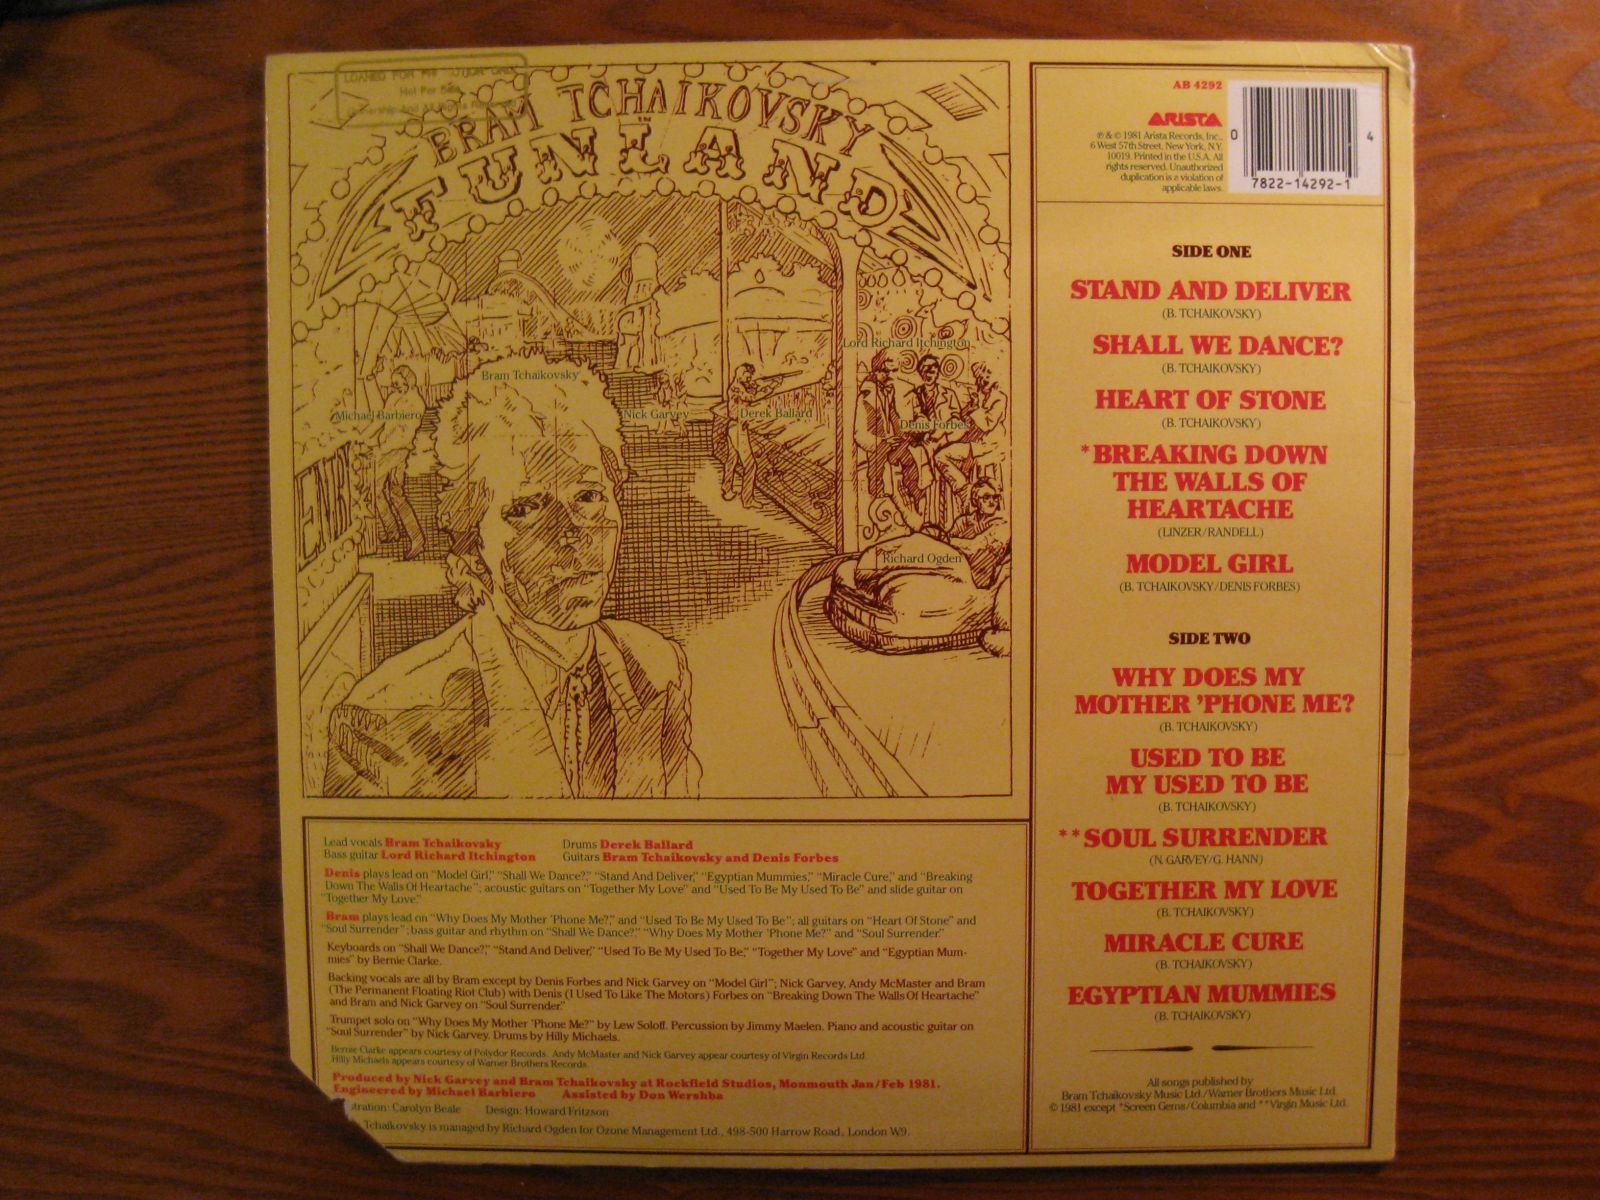 LOANED FOR
Not For Sale
BRAM TCHAIKOVSKY
FUNLAND
Lord Richard Itchington
Bram Tchaikovsky
Michael Barbiero
Nick Garvey
Derek Ballard
Denis Forbes
Richard Ogden
AB 4292
ARISTA
℗ & © 1981 Arista Records, Inc.,
6 West 57th Street, New York, N.Y.
10019. Printed in the U.S.A. All
rights reserved. Unauthorized
duplication is a violation of
applicable laws.
0
4
7822-14292-1
SIDE ONE
STAND AND DELIVER
(B. TCHAIKOVSKY)
SHALL WE DANCE?
(B. TCHAIKOVSKY)
HEART OF STONE
(B. TCHAIKOVSKY)
*BREAKING DOWN
THE WALLS OF
HEARTACHE
(LINZER/RANDELL)
MODEL GIRL
(B. TCHAIKOVSKY/DENIS FORBES)
SIDE TWO
WHY DOES MY
MOTHER 'PHONE ME?
(B. TCHAIKOVSKY)
USED TO BE
MY USED TO BE
(B. TCHAIKOVSKY)
**SOUL SURRENDER
(N. GARVEY/G. HANN)
TOGETHER MY LOVE
(B. TCHAIKOVSKY)
MIRACLE CURE
(B. TCHAIKOVSKY)
EGYPTIAN MUMMIES
(B. TCHAIKOVSKY)
All songs published by
Bram Tchaikovsky Music Ltd./Warner Brothers Music Ltd.
© 1981 except *Screen Gems/Columbia and **Virgin Music Ltd.
Lead vocals Bram Tchaikovsky Drums Derek Ballard
Bass guitar Lord Richard Itchington Guitars Bram Tchaikovsky and Denis Forbes
Denis plays lead on "Model Girl," "Shall We Dance?," "Stand And Deliver," "Egyptian Mummies," "Miracle Cure," and "Breaking
Down The Walls Of Heartache"; acoustic guitars on "Together My Love" and "Used To Be My Used To Be" and slide guitar on
"Together My Love."
Bram plays lead on "Why Does My Mother 'Phone Me?," and "Used To Be My Used To Be"; all guitars on "Heart Of Stone" and
"Soul Surrender"; bass guitar and rhythm on "Shall We Dance?," "Why Does My Mother 'Phone Me?" and "Soul Surrender."
Keyboards on "Shall We Dance?," "Stand And Deliver," "Used To Be My Used To Be," "Together My Love" and "Egyptian Mum-
mies" by Bernie Clarke.
Backing vocals are all by Bram except by Denis Forbes and Nick Garvey on "Model Girl"; Nick Garvey, Andy McMaster and Bram
(The Permanent Floating Riot Club) with Denis (I Used To Like The Motors) Forbes on "Breaking Down The Walls Of Heartache"
and Bram and Nick Garvey on "Soul Surrender."
Trumpet solo on "Why Does My Mother 'Phone Me?" by Lew Soloff. Percussion by Jimmy Maelen. Piano and acoustic guitar on
"Soul Surrender" by Nick Garvey. Drums by Hilly Michaels.
Bernie Clarke appears courtesy of Polydor Records. Andy McMaster and Nick Garvey appear courtesy of Virgin Records Ltd.
Hilly Michaels appears courtesy of Warner Brothers Records.
Produced by Nick Garvey and Bram Tchaikovsky at Rockfield Studios, Monmouth Jan/Feb 1981.
Engineered by Michael Barbiero Assisted by Don Wershba
stration: Carolyn Beale Design: Howard Fritzson
Tchaikovsky is managed by Richard Ogden for Ozone Management Ltd., 498-500 Harrow Road, London W9.